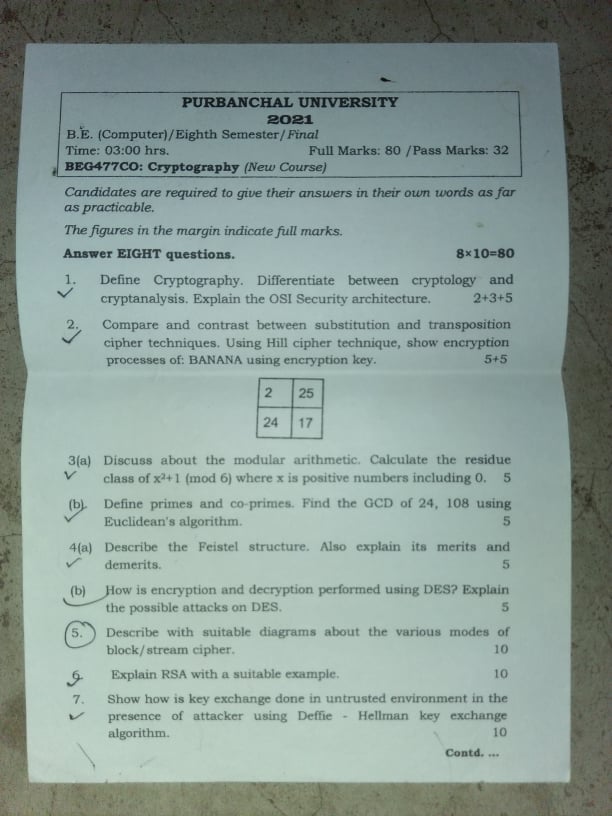 PURBANCHAL UNIVERSITY
2021
B.E. (Computer)/Eighth Semester/Final
Time: 03:00 hrs. Full Marks: 80 /Pass Marks: 32
BEG477CO: Cryptography (New Course)
Candidates are required to give their answers in their own words as far
as practicable.
The figures in the margin indicate full marks.
Answer EIGHT questions. 8×10=80
1. Define Cryptography. Differentiate between cryptology and
cryptanalysis. Explain the OSI Security architecture. 2+3+5
2. Compare and contrast between substitution and transposition
cipher techniques. Using Hill cipher technique, show encryption
processes of: BANANA using encryption key. 5+5
2 25
24 17
3(a) Discuss about the modular arithmetic. Calculate the residue
class of x²+1 (mod 6) where x is positive numbers including 0. 5
(b). Define primes and co-primes. Find the GCD of 24, 108 using
Euclidean's algorithm. 5
4(a) Describe the Feistel structure. Also explain its merits and
demerits. 5
(b) How is encryption and decryption performed using DES? Explain
the possible attacks on DES. 5
5. Describe with suitable diagrams about the various modes of
block/stream cipher. 10
6. Explain RSA with a suitable example. 10
7. Show how is key exchange done in untrusted environment in the
presence of attacker using Deffie - Hellman key exchange
algorithm. 10
Contd. ...